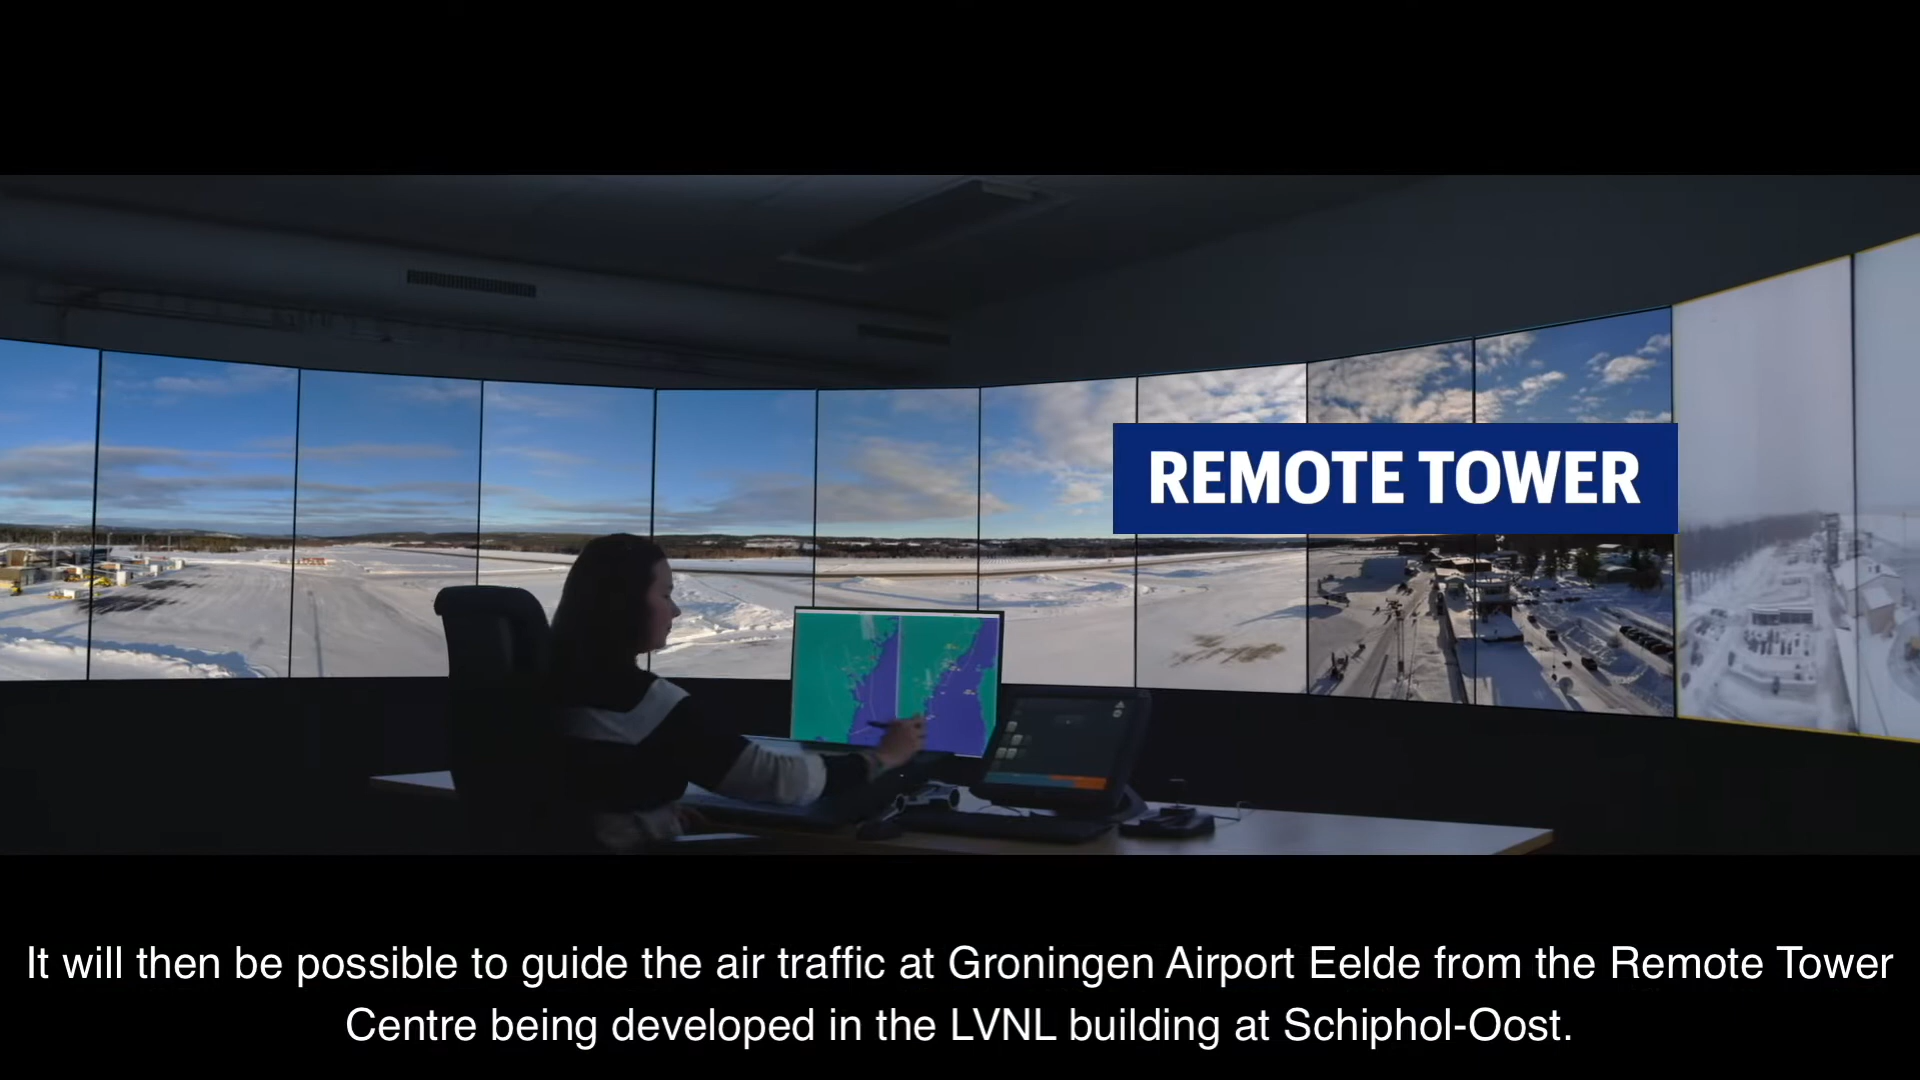 REMOTE TOWER
It will then be possible to guide the air traffic at Groningen Airport Eelde from the Remote Tower
Centre being developed in the LVNL building at Schiphol-Oost.